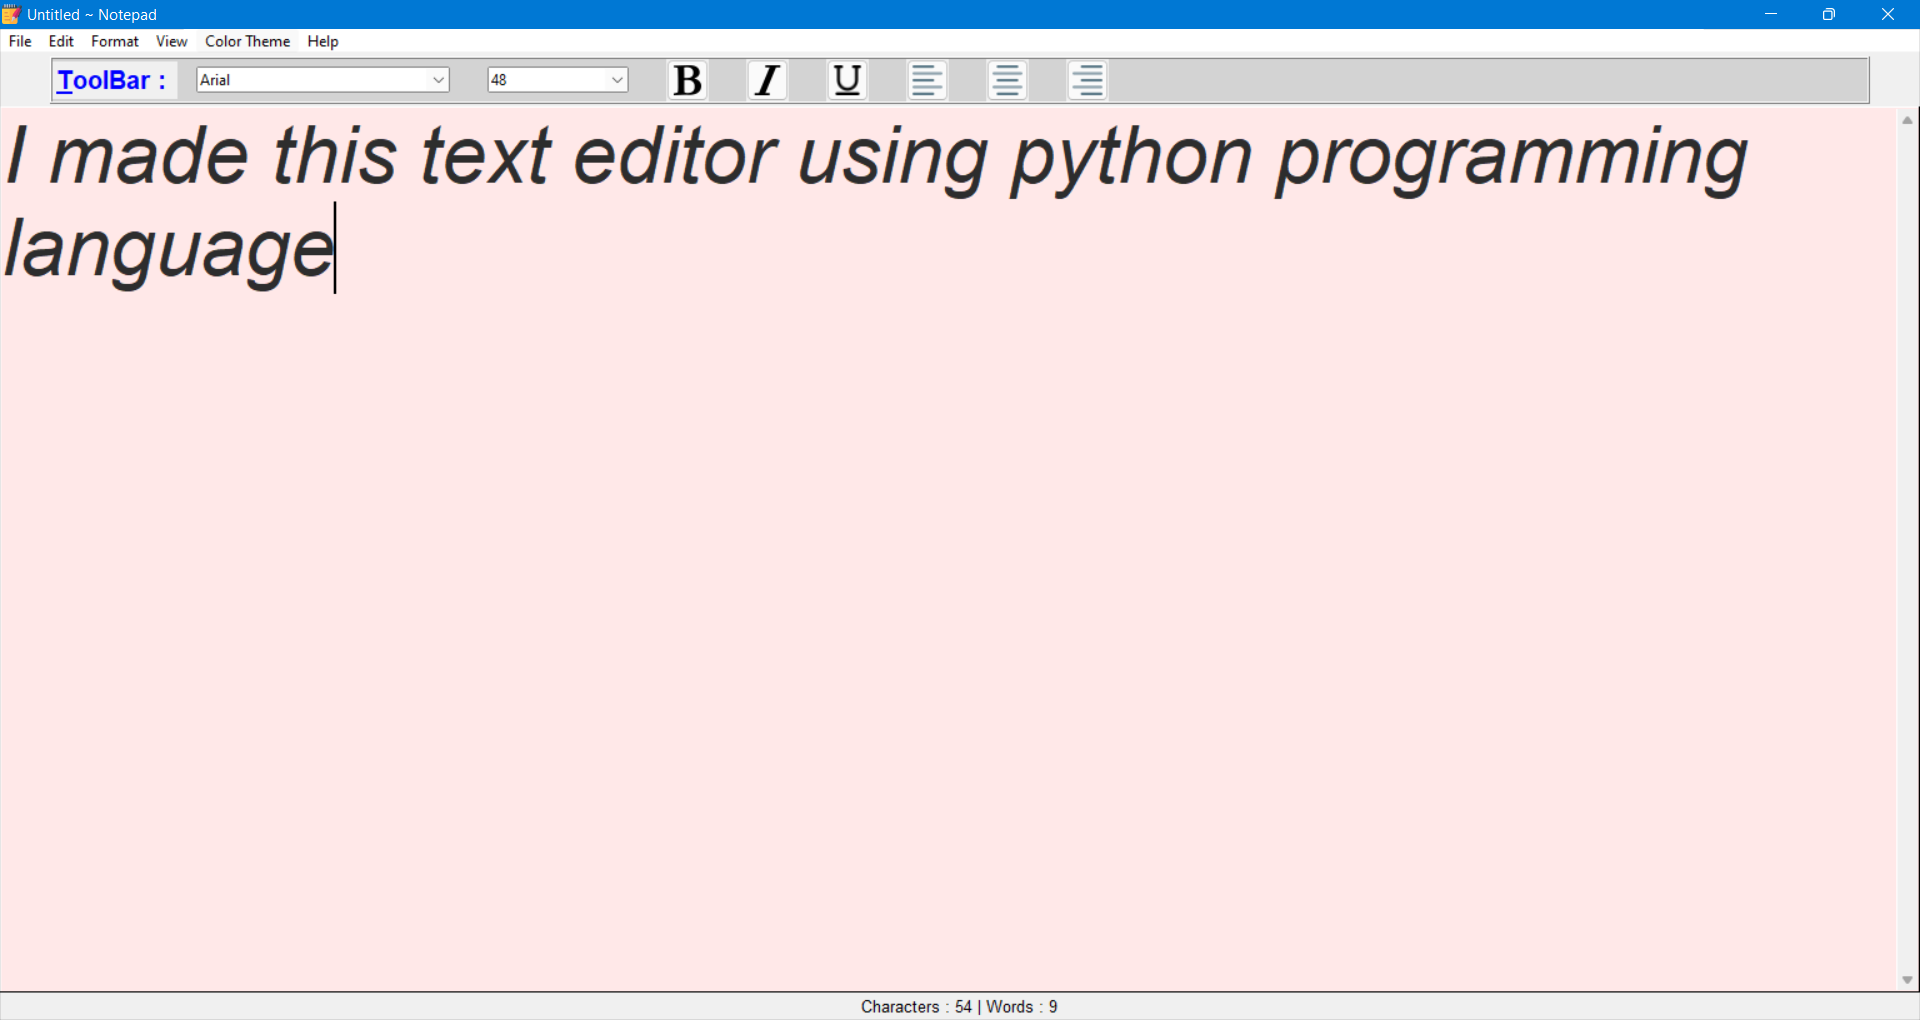 Untitled ~ Notepad
File Edit Format View Color Theme Help
ToolBar : Arial 48 B I U
I made this text editor using python programming
language
Characters : 54 | Words : 9